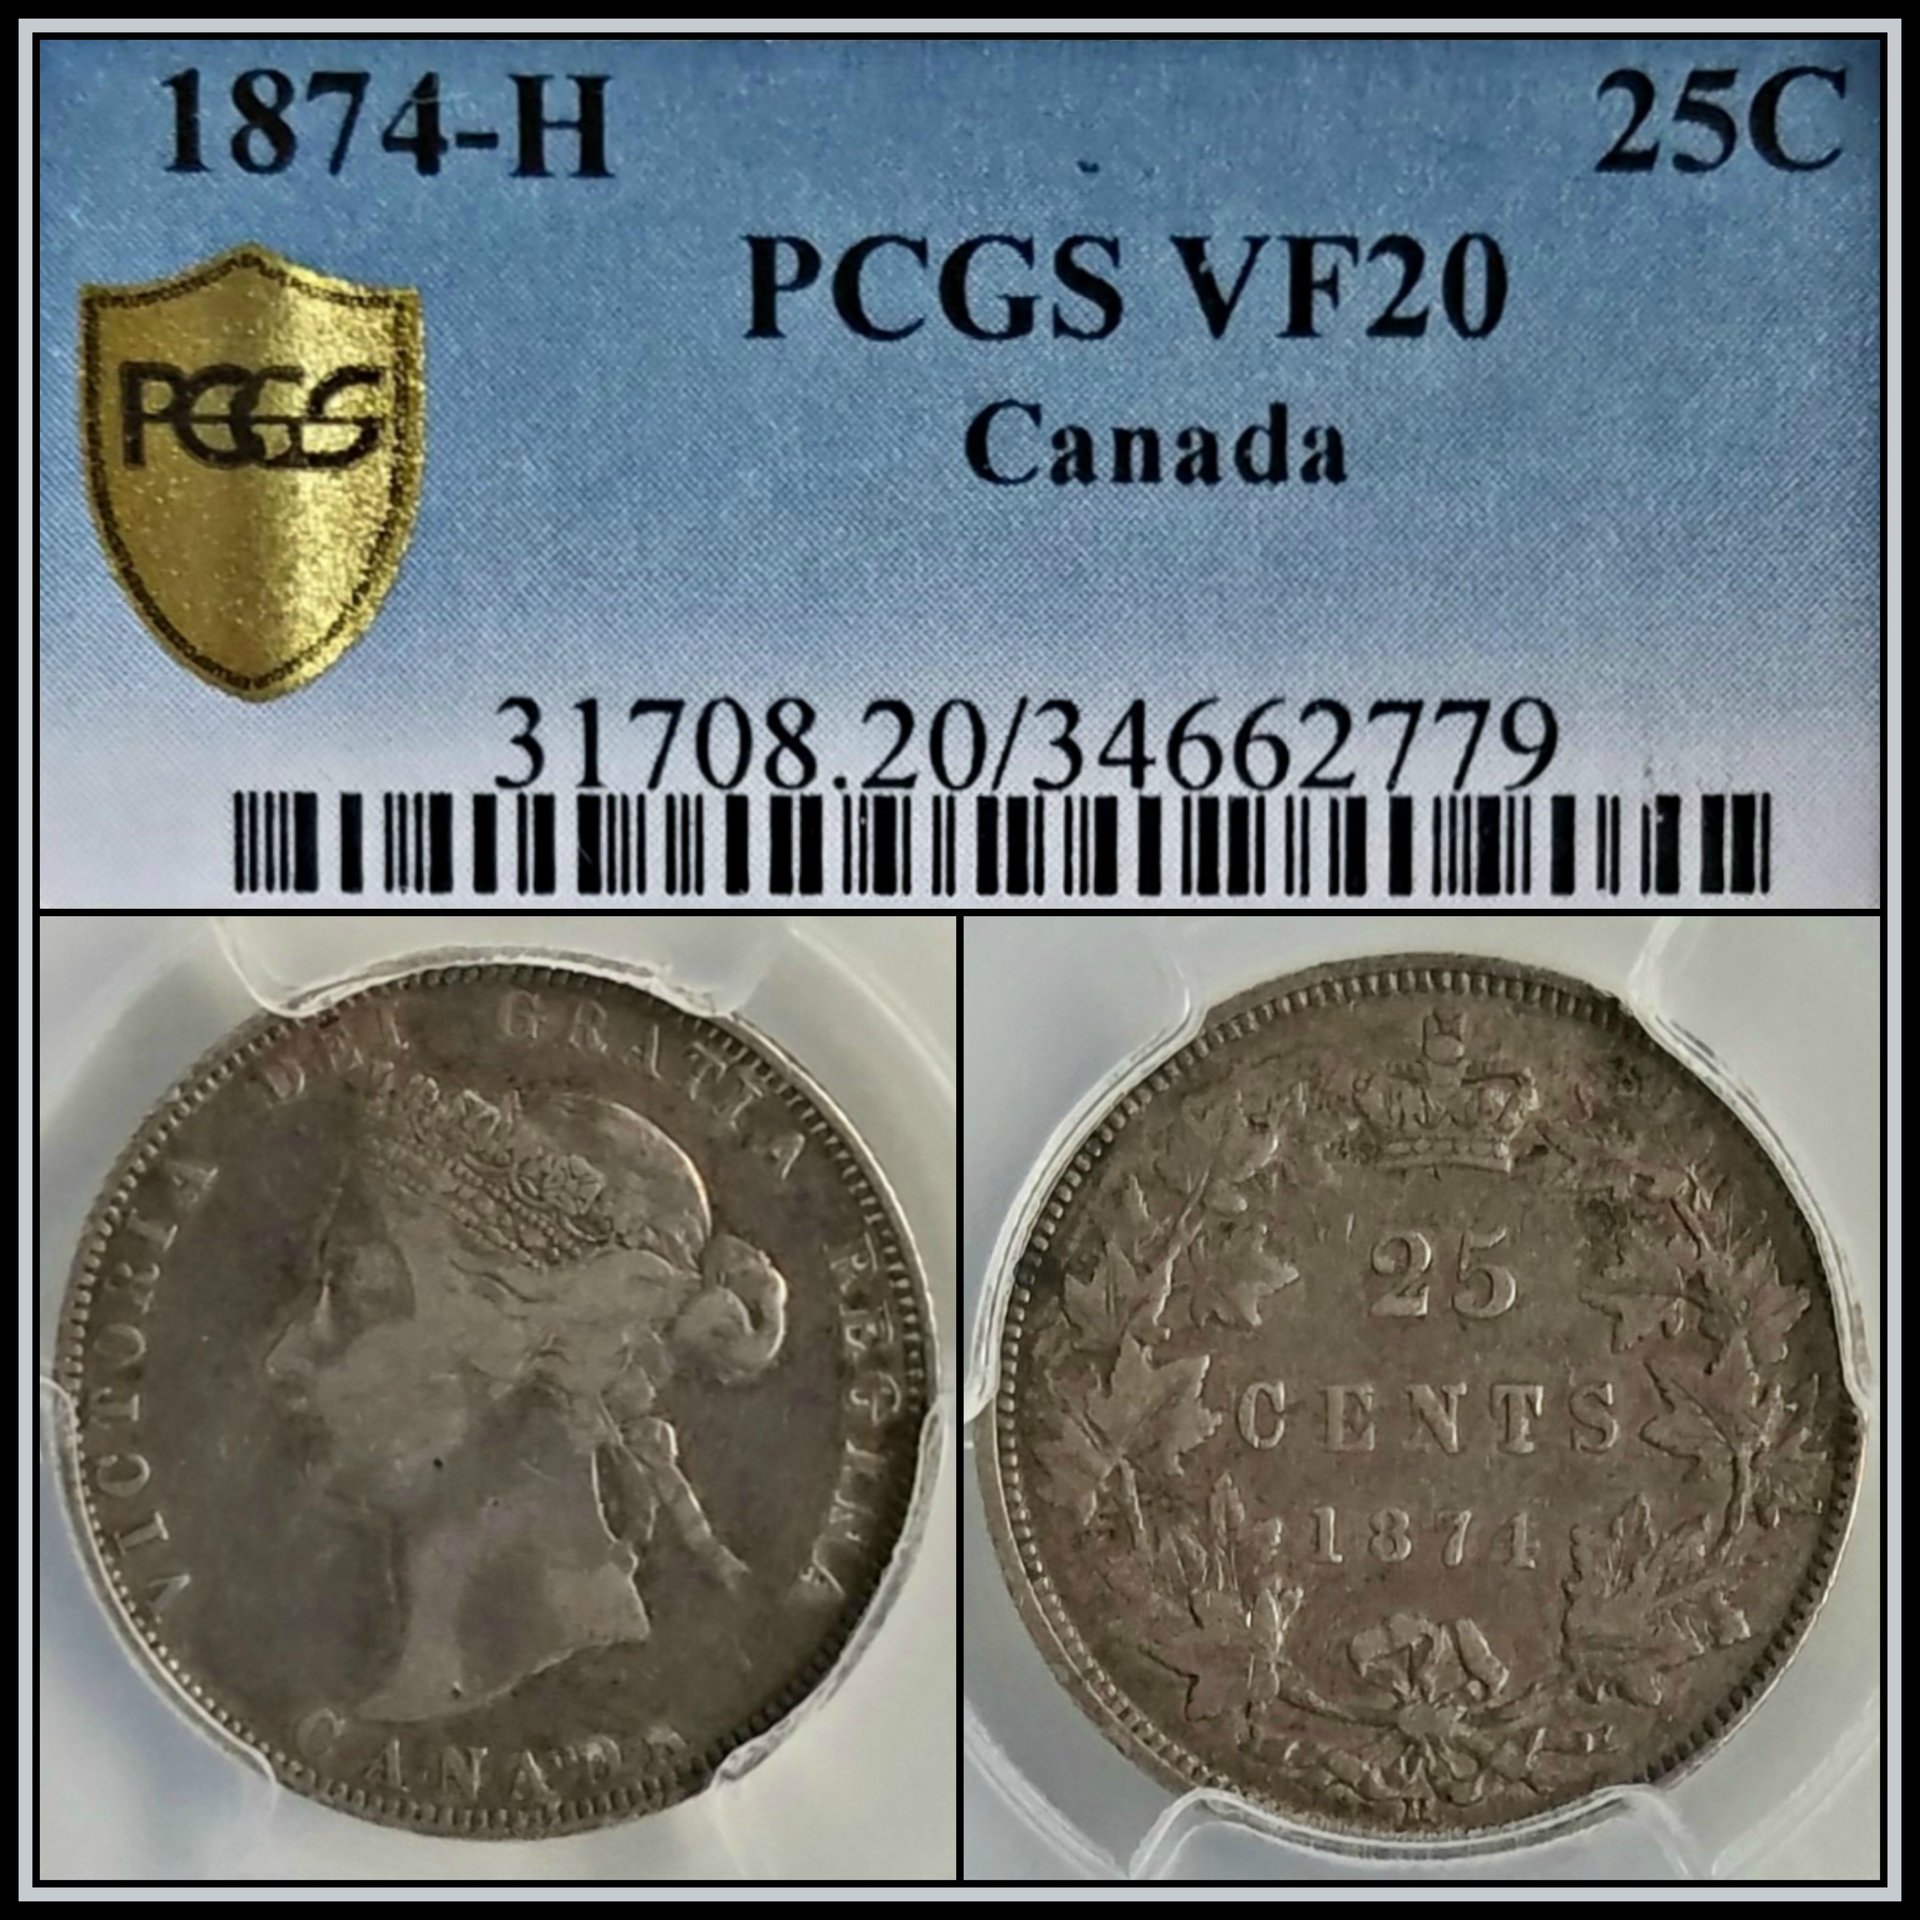 1874-H 25C
PCGS VF20
Canada
PCGS
31708.20/34662779
VICTORIA DEI GRATIA REGINA
CANADA
25
CENTS
1874
H